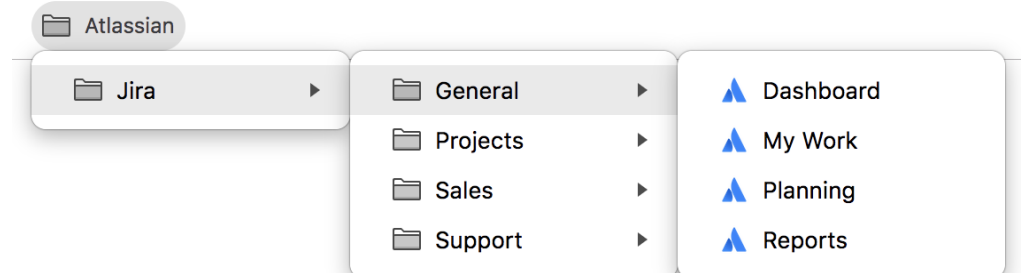 Atlassian
Jira
General
Projects
Sales
Support
Dashboard
My Work
Planning
Reports